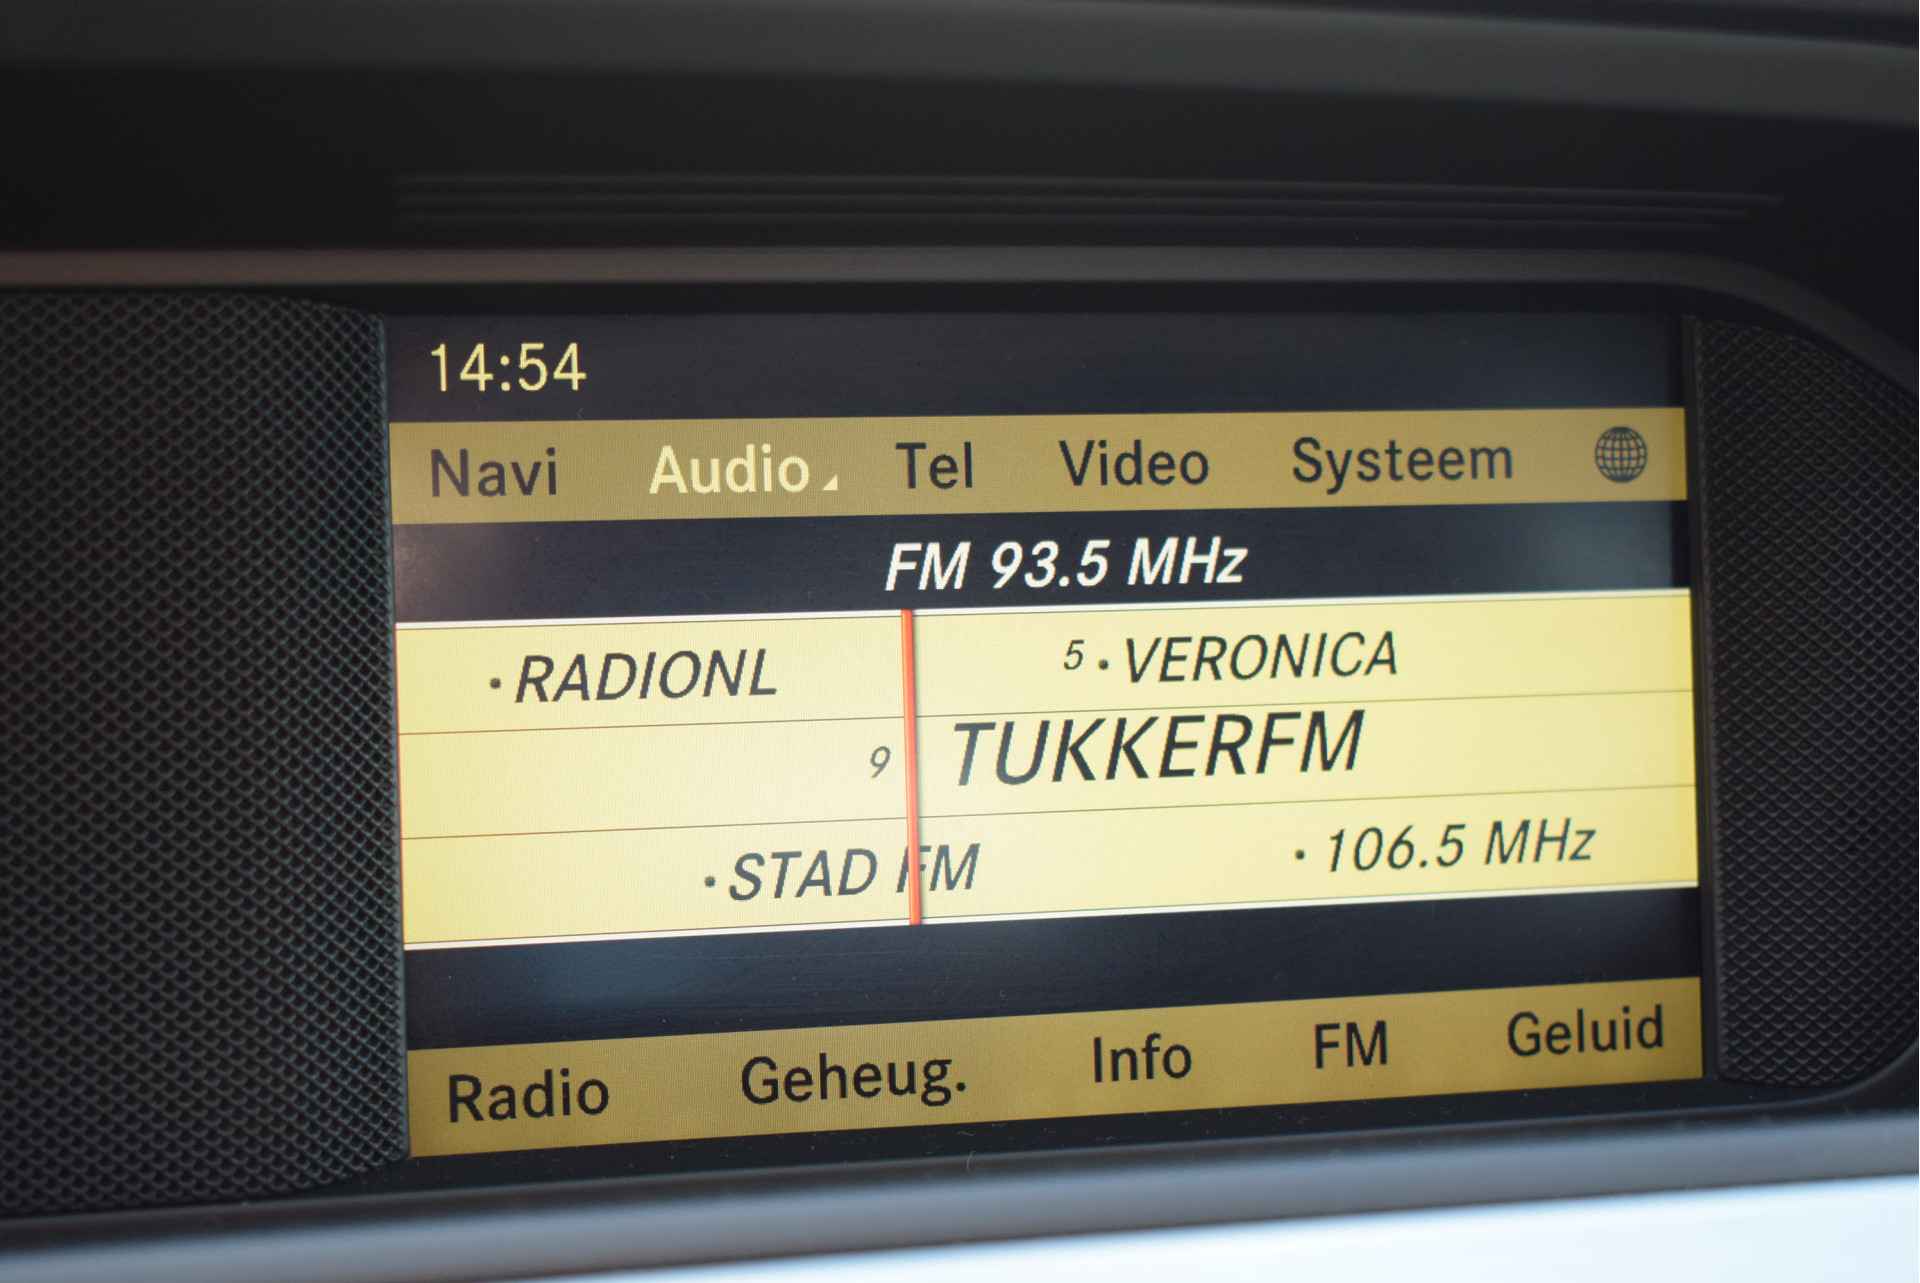 14:54
Navi Audio Tel Video Systeem
FM 93.5 MHz
· RADIONL 5 · VERONICA
9 TUKKERFM
· STAD FM · 106.5 MHz
Radio Geheug. Info FM Geluid